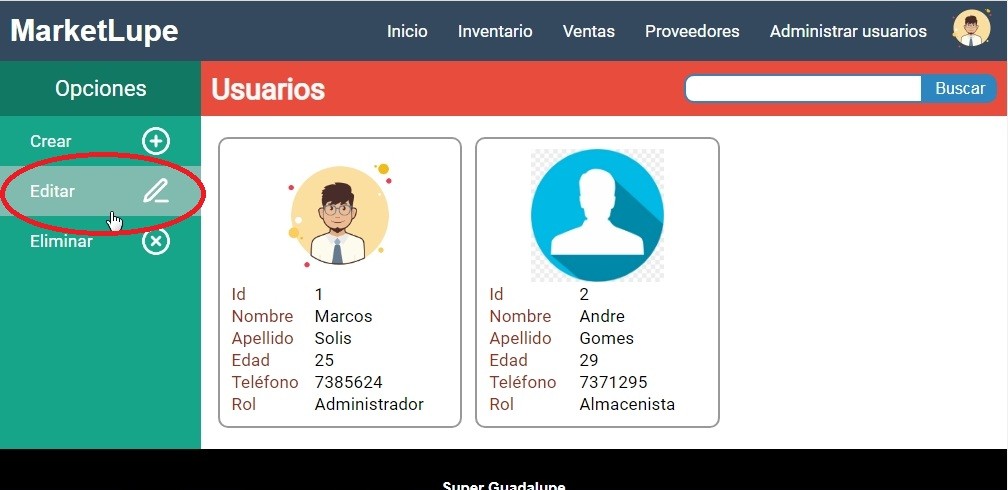 MarketLupe
Inicio Inventario Ventas Proveedores Administrar usuarios
Opciones
Usuarios
Buscar
Crear
Editar
Eliminar
Id 1
Nombre Marcos
Apellido Solis
Edad 25
Teléfono 7385624
Rol Administrador
Id 2
Nombre Andre
Apellido Gomes
Edad 29
Teléfono 7371295
Rol Almacenista
Super Guadalupe